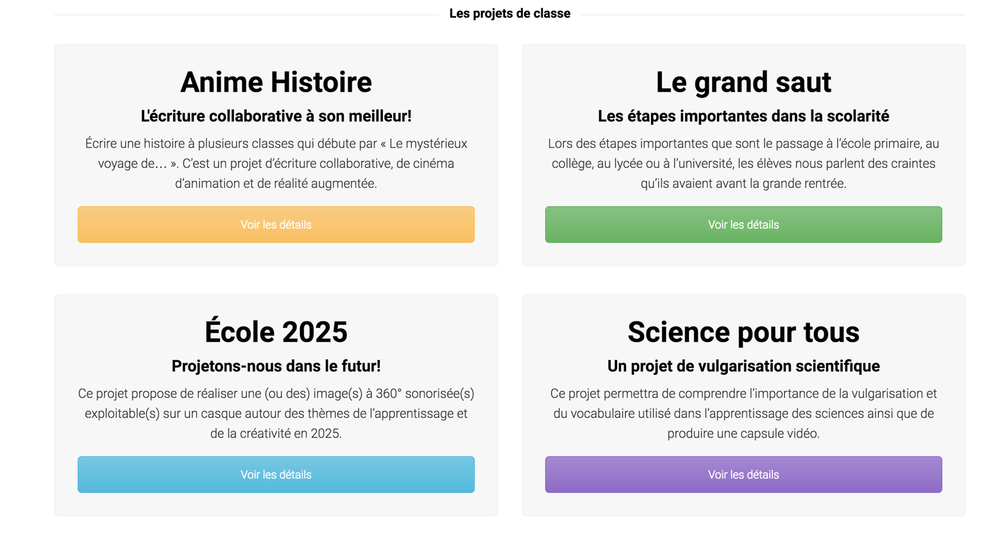 Les projets de classe
Anime Histoire
L'écriture collaborative à son meilleur!
Écrire une histoire à plusieurs classes qui débute par « Le mystérieux
voyage de… ». C’est un projet d’écriture collaborative, de cinéma
d’animation et de réalité augmentée.
Voir les détails
Le grand saut
Les étapes importantes dans la scolarité
Lors des étapes importantes que sont le passage à l’école primaire, au
collège, au lycée ou à l’université, les élèves nous parlent des craintes
qu’ils avaient avant la grande rentrée.
Voir les détails
École 2025
Projetons-nous dans le futur!
Ce projet propose de réaliser une (ou des) image(s) à 360° sonorisée(s)
exploitable(s) sur un casque autour des thèmes de l’apprentissage et
de la créativité en 2025.
Voir les détails
Science pour tous
Un projet de vulgarisation scientifique
Ce projet permettra de comprendre l’importance de la vulgarisation et
du vocabulaire utilisé dans l’apprentissage des sciences ainsi que de
produire une capsule vidéo.
Voir les détails